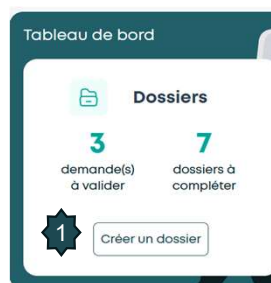 Tableau de bord
Dossiers
3 7
demande(s) dossiers à
à valider compléter
1 Créer un dossier